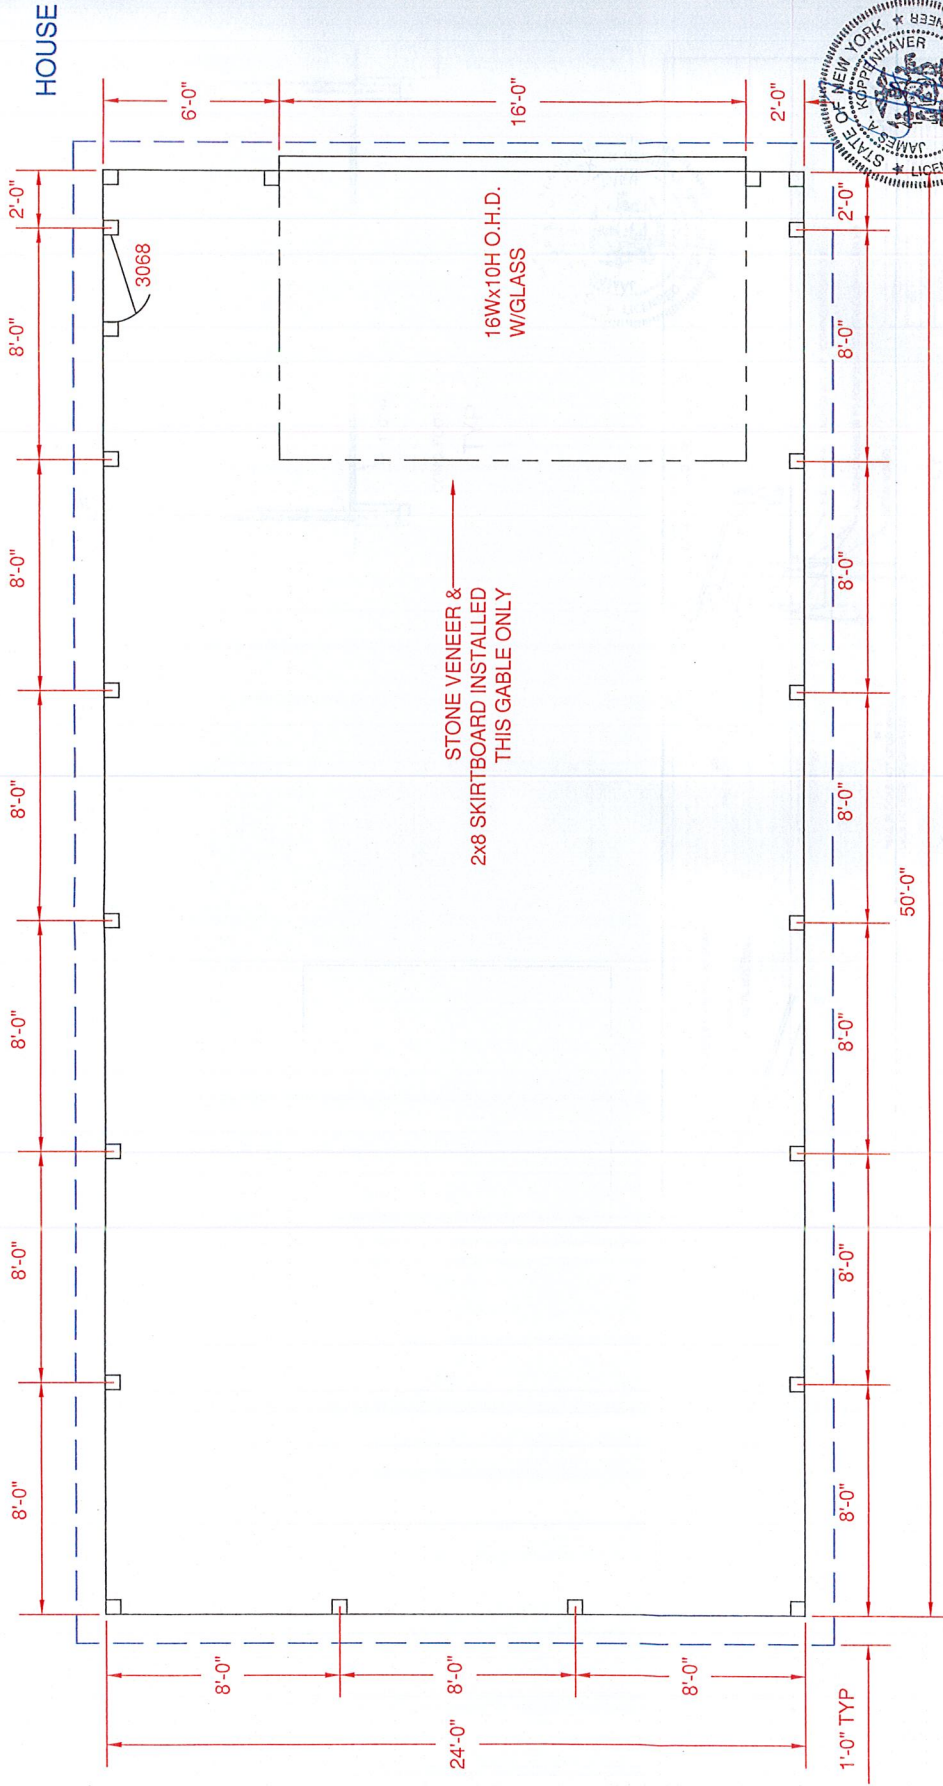 HOUSE
2'-0"
8'-0"
8'-0"
8'-0"
8'-0"
8'-0"
8'-0"
6'-0"
16'-0"
2'-0"
3068
16Wx10H O.H.D.
W/GLASS
STONE VENEER &
2x8 SKIRTBOARD INSTALLED
THIS GABLE ONLY
2'-0"
8'-0"
8'-0"
8'-0"
8'-0"
8'-0"
8'-0"
50'-0"
8'-0"
8'-0"
8'-0"
24'-0"
1'-0" TYP
STATE OF NEW YORK
JAMES A. KOPPENHAVER